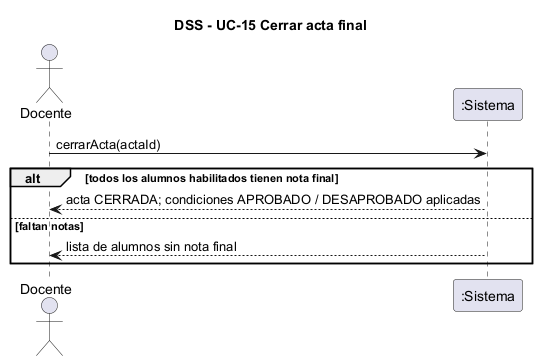 DSS - UC-15 Cerrar acta final
Docente
:Sistema
cerrarActa(actaId)
alt [todos los alumnos habilitados tienen nota final]
acta CERRADA; condiciones APROBADO / DESAPROBADO aplicadas
[faltan notas]
lista de alumnos sin nota final
Docente
:Sistema